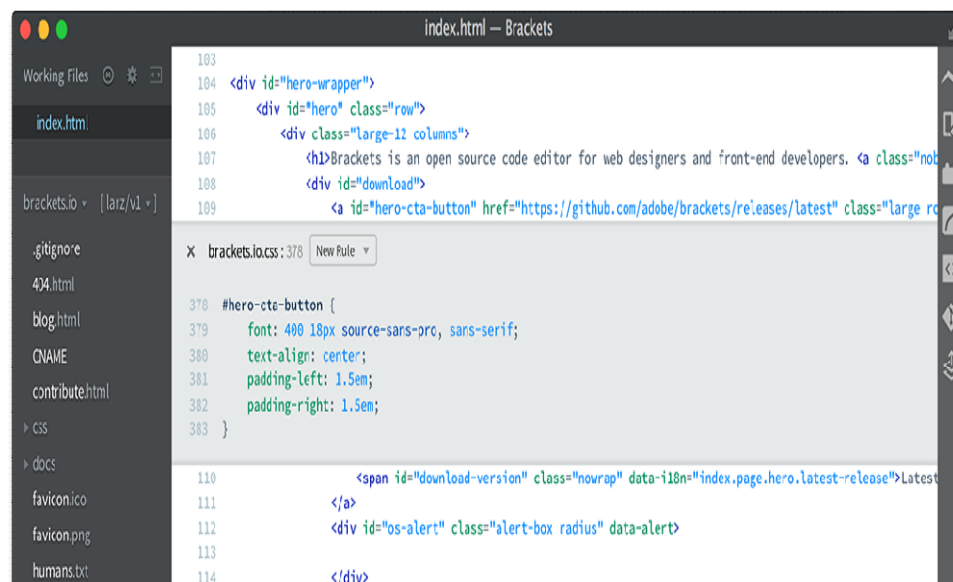 index.html — Brackets
Working Files
index.html
brackets.io [larz/v1]
.gitignore
404.html
blog.html
CNAME
contribute.html
css
docs
favicon.ico
favicon.png
humans.txt
103
104 <div id="hero-wrapper">
105 <div id="hero" class="row">
106 <div class="large-12 columns">
107 <h1>Brackets is an open source code editor for web designers and front-end developers. <a class="nob
108 <div id="download">
109 <a id="hero-cta-button" href="https://github.com/adobe/brackets/releases/latest" class="large ro
× brackets.io.css : 378 New Rule
378 #hero-cta-button {
379 font: 400 18px source-sans-pro, sans-serif;
380 text-align: center;
381 padding-left: 1.5em;
382 padding-right: 1.5em;
383 }
110 <span id="download-version" class="nowrap" data-i18n="index.page.hero.latest-release">Latest
111 </a>
112 <div id="os-alert" class="alert-box radius" data-alert>
113
114 </div>